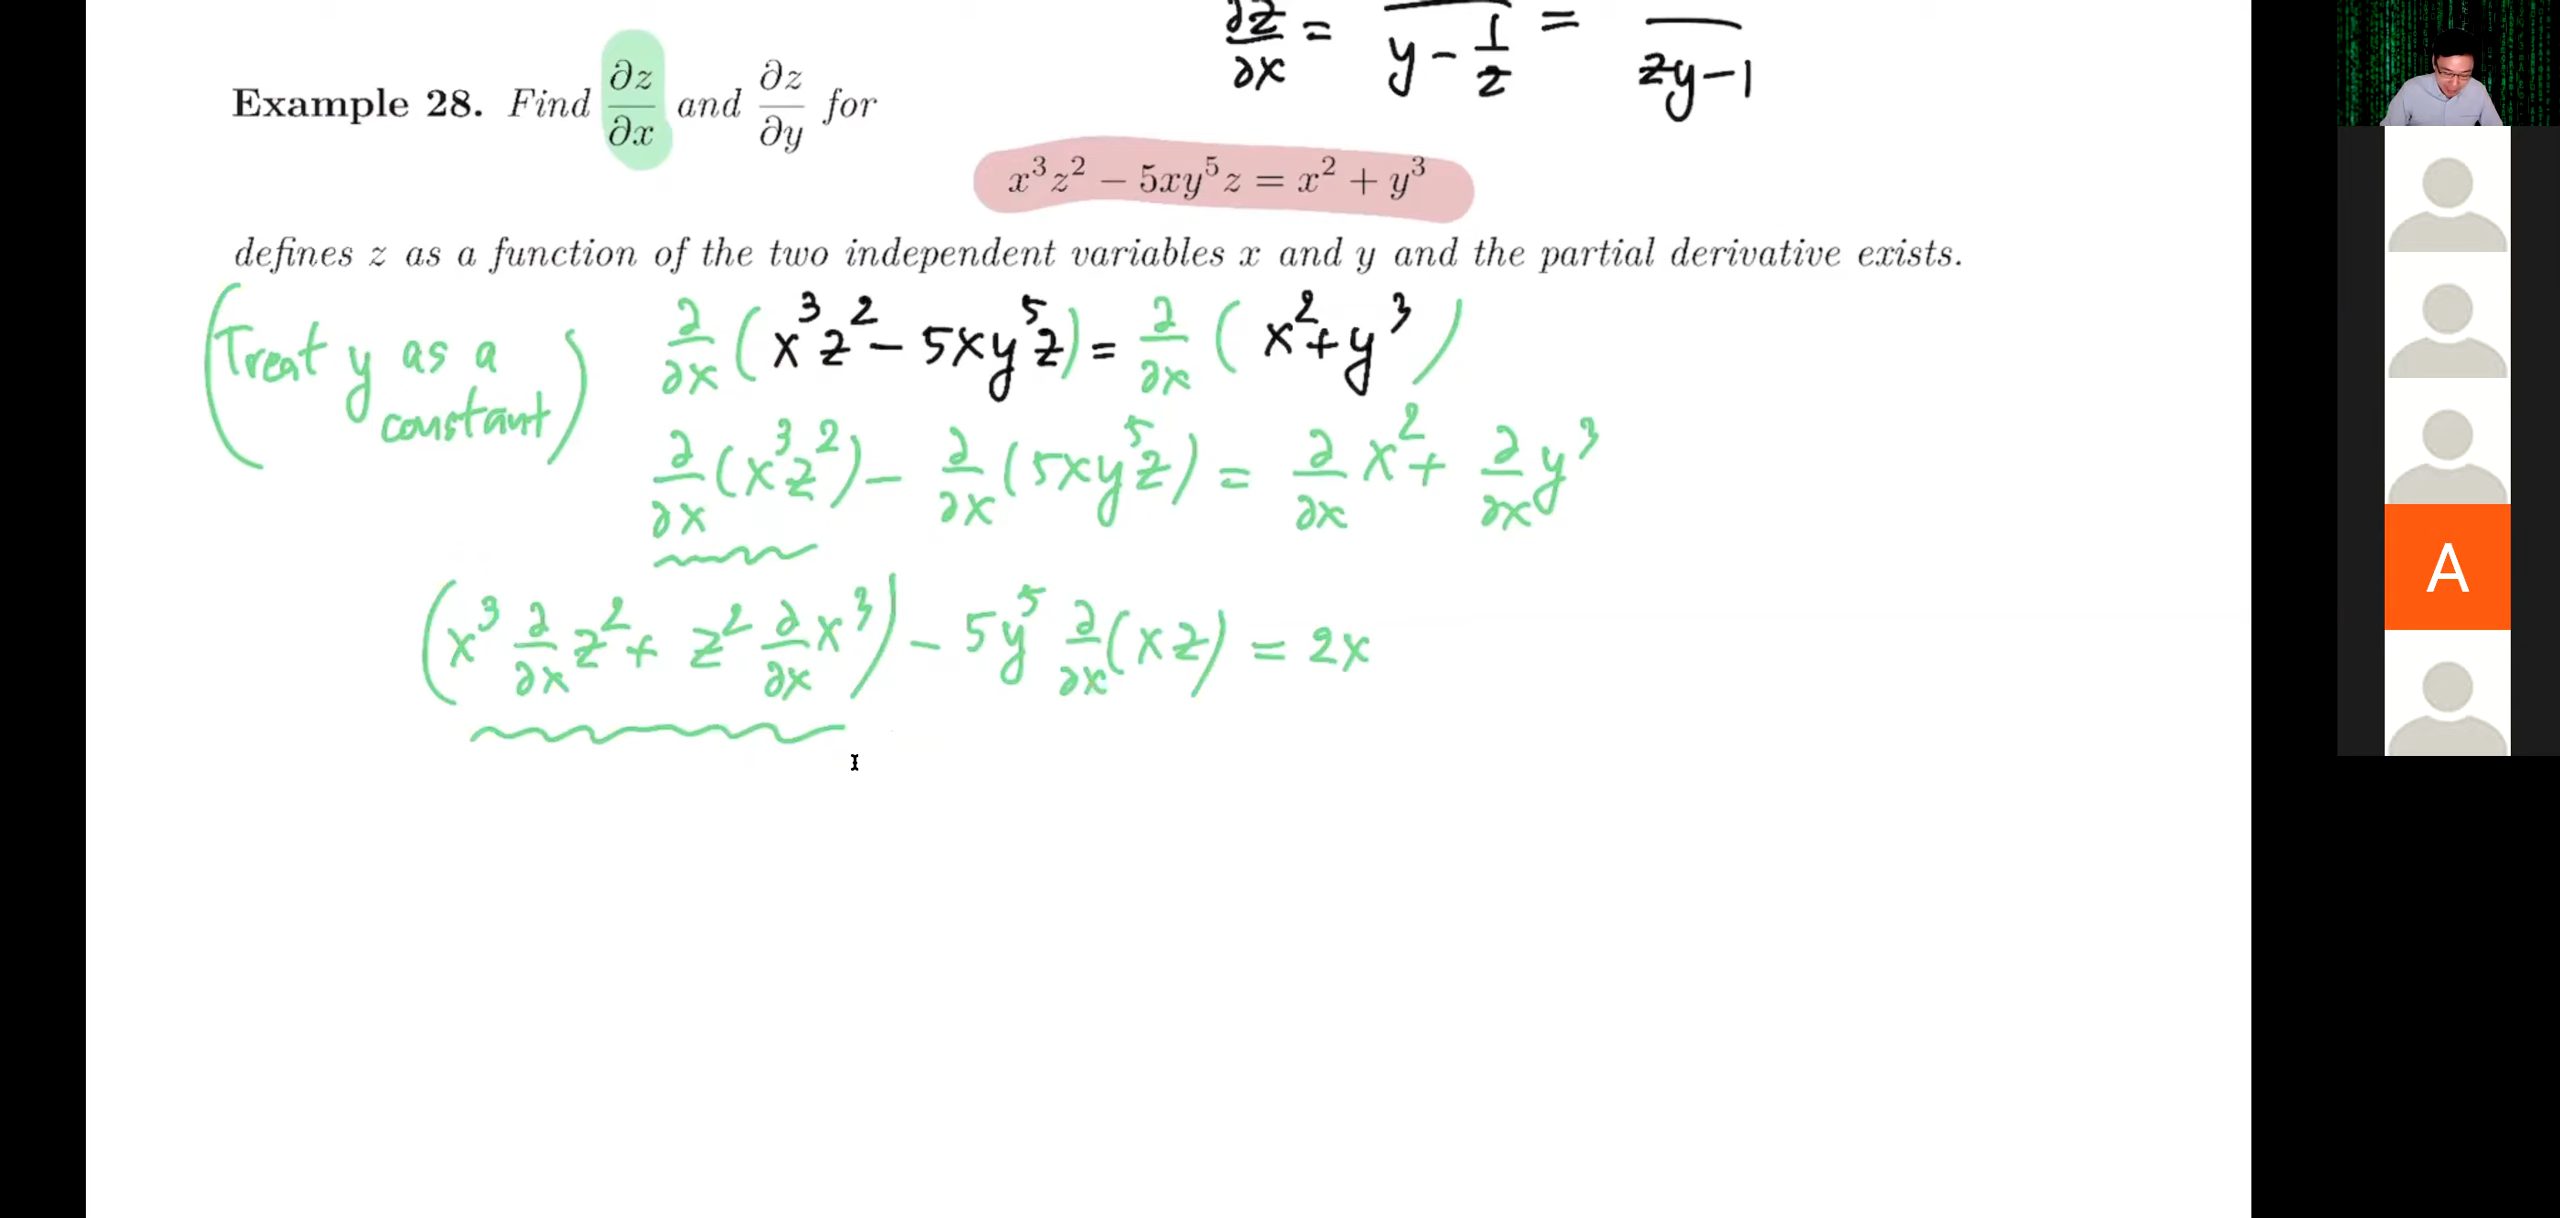 ∂z/∂x = —/(y - 1/z) = —/(zy-1)
Example 28. Find ∂z/∂x and ∂z/∂y for
x³z² − 5xy⁵z = x² + y³
defines z as a function of the two independent variables x and y and the partial derivative exists.
(Treat y as a constant) ∂/∂x (x³z² - 5xy⁵z) = ∂/∂x (x² + y³)
∂/∂x (x³z²) - ∂/∂x (5xy⁵z) = ∂/∂x x² + ∂/∂x y³
(x³ ∂/∂x z² + z² ∂/∂x x³) - 5y⁵ ∂/∂x (xz) = 2x
A